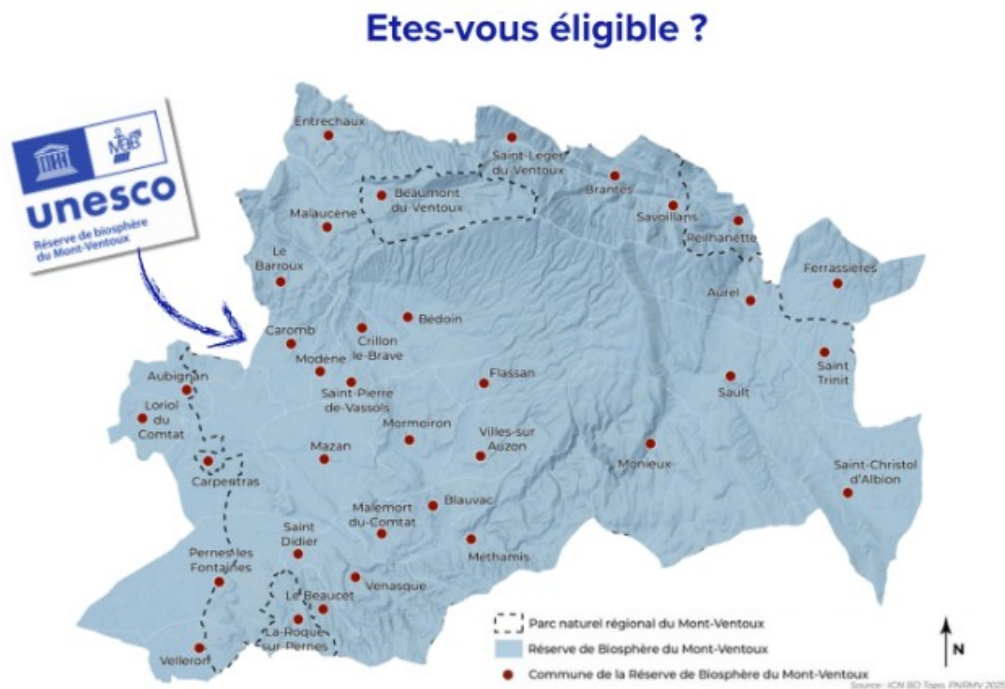 Etes-vous éligible ?
unesco
Réserve de biosphère
du Mont-Ventoux
Entrechaux
Saint-Leger
du-Ventoux
Brantes
Beaumont
du-Ventoux
Savoillans
Malaucène
Reilhanette
Le
Barroux
Ferrassières
Aurel
Bédoin
Caromb
Crillon
le-Brave
Modène
Saint
Trinit
Aubignan
Flassan
Sault
Saint-Pierre
de-Vassols
Loriol
du
Comtat
Mormoiron
Villes-sur
Auzon
Mazan
Monieux
Carpentras
Saint-Christol
d'Albion
Blauvac
Malemort
du-Comtat
Saint
Didier
Méthamis
Pernes les
Fontaines
Venasque
Le Beaucet
La-Roque
sur-Pernes
Velleron
Parc naturel régional du Mont-Ventoux
Réserve de Biosphère du Mont-Ventoux
Commune de la Réserve de Biosphère du Mont-Ventoux
N